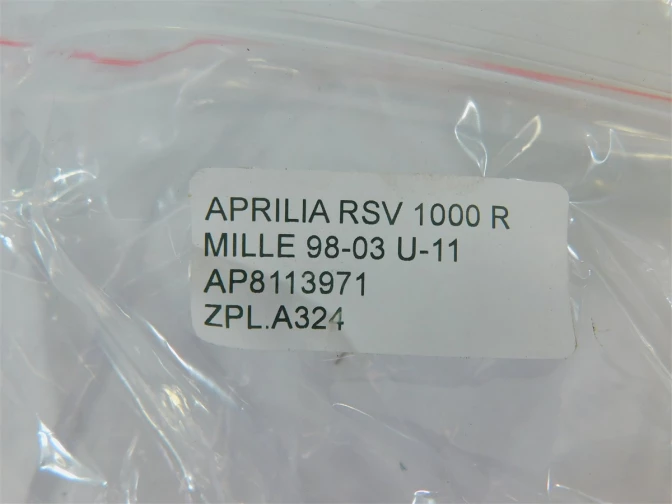 APRILIA RSV 1000 R
MILLE 98-03 U-11
AP8113971
ZPL.A324